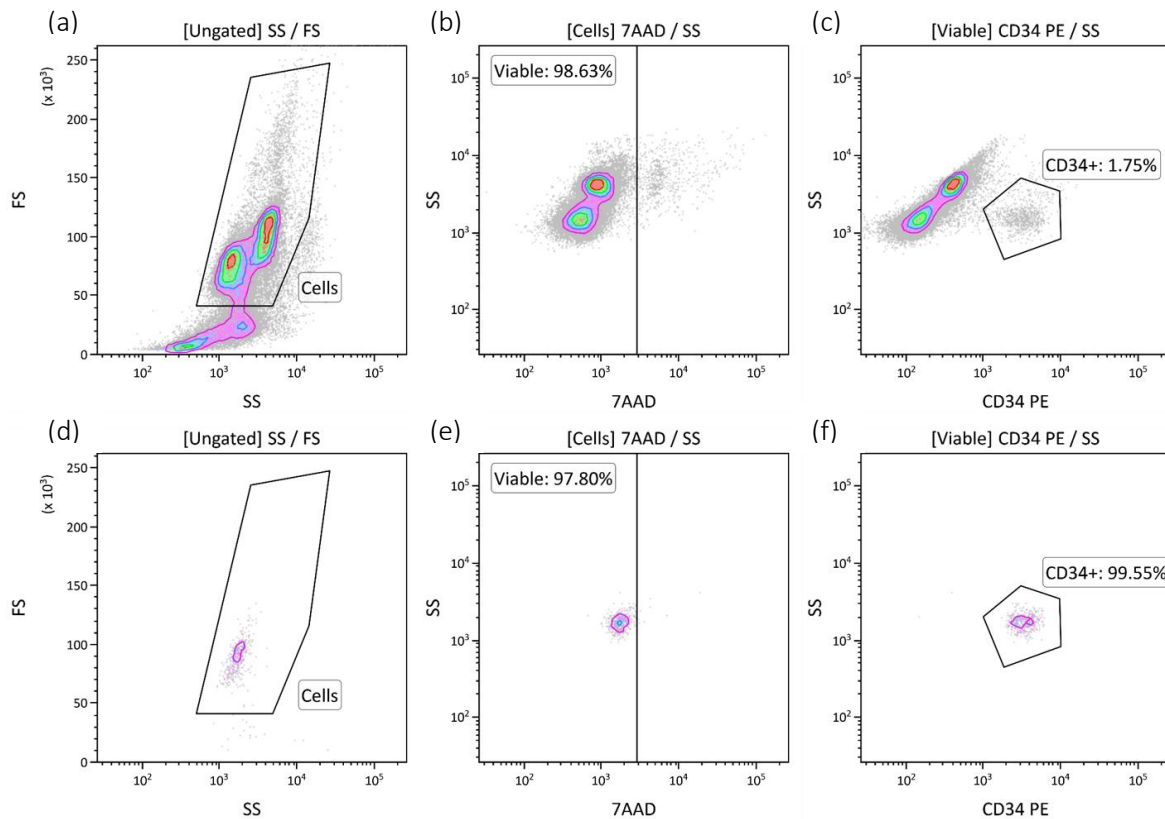 (a)
[Ungated] SS / FS
(x 10³)
FS
250
200
150
100
50
0
Cells
10² 10³ 10⁴ 10⁵
SS
(b)
[Cells] 7AAD / SS
Viable: 98.63%
SS
10⁵
10⁴
10³
10²
10² 10³ 10⁴ 10⁵
7AAD
(c)
[Viable] CD34 PE / SS
CD34+: 1.75%
SS
10⁵
10⁴
10³
10²
10² 10³ 10⁴ 10⁵
CD34 PE
(d)
[Ungated] SS / FS
(x 10³)
FS
250
200
150
100
50
0
Cells
10² 10³ 10⁴ 10⁵
SS
(e)
[Cells] 7AAD / SS
Viable: 97.80%
SS
10⁵
10⁴
10³
10²
10² 10³ 10⁴ 10⁵
7AAD
(f)
[Viable] CD34 PE / SS
CD34+: 99.55%
SS
10⁵
10⁴
10³
10²
10² 10³ 10⁴ 10⁵
CD34 PE